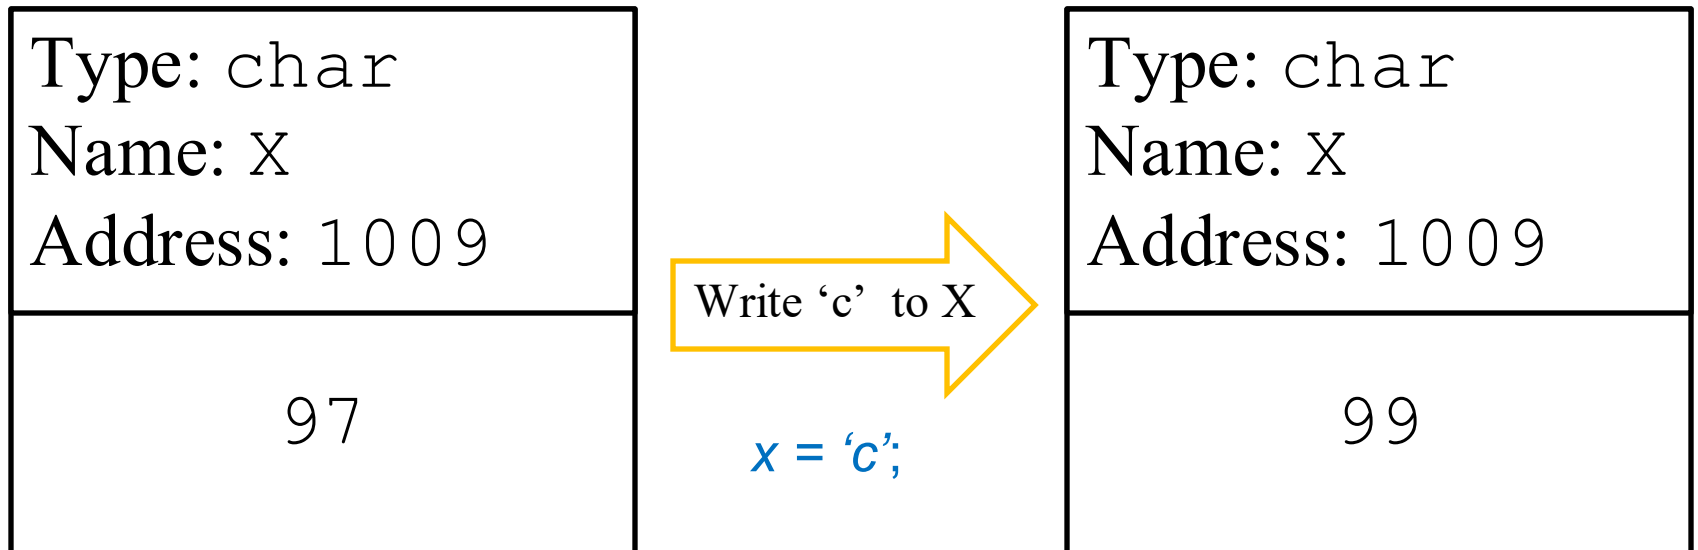 Type: char
Name: X
Address: 1009
97
Write ‘c’ to X
x = ‘c’;
Type: char
Name: X
Address: 1009
99